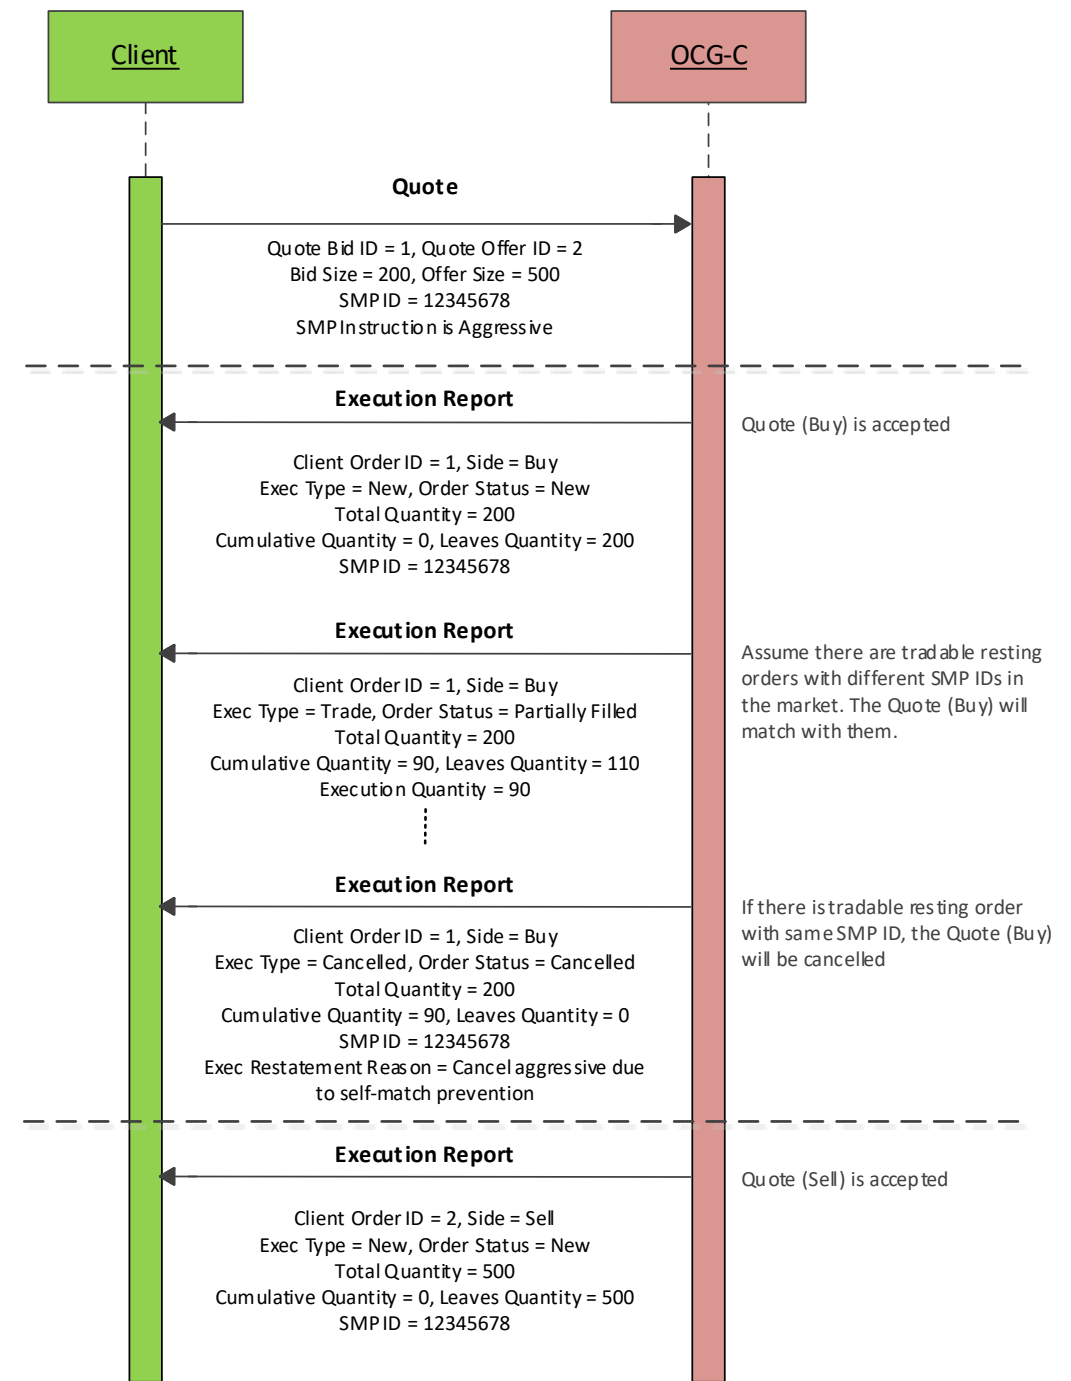 Client
OCG-C
Quote
Quote Bid ID = 1, Quote Offer ID = 2
Bid Size = 200, Offer Size = 500
SMP ID = 12345678
SMP Instruction is Aggressive
Execution Report
Quote (Buy) is accepted
Client Order ID = 1, Side = Buy
Exec Type = New, Order Status = New
Total Quantity = 200
Cumulative Quantity = 0, Leaves Quantity = 200
SMP ID = 12345678
Execution Report
Assume there are tradable resting
orders with different SMP IDs in
the market. The Quote (Buy) will
match with them.
Client Order ID = 1, Side = Buy
Exec Type = Trade, Order Status = Partially Filled
Total Quantity = 200
Cumulative Quantity = 90, Leaves Quantity = 110
Execution Quantity = 90
Execution Report
If there is tradable resting order
with same SMP ID, the Quote (Buy)
will be cancelled
Client Order ID = 1, Side = Buy
Exec Type = Cancelled, Order Status = Cancelled
Total Quantity = 200
Cumulative Quantity = 90, Leaves Quantity = 0
SMP ID = 12345678
Exec Restatement Reason = Cancel aggressive due
to self-match prevention
Execution Report
Quote (Sell) is accepted
Client Order ID = 2, Side = Sell
Exec Type = New, Order Status = New
Total Quantity = 500
Cumulative Quantity = 0, Leaves Quantity = 500
SMP ID = 12345678